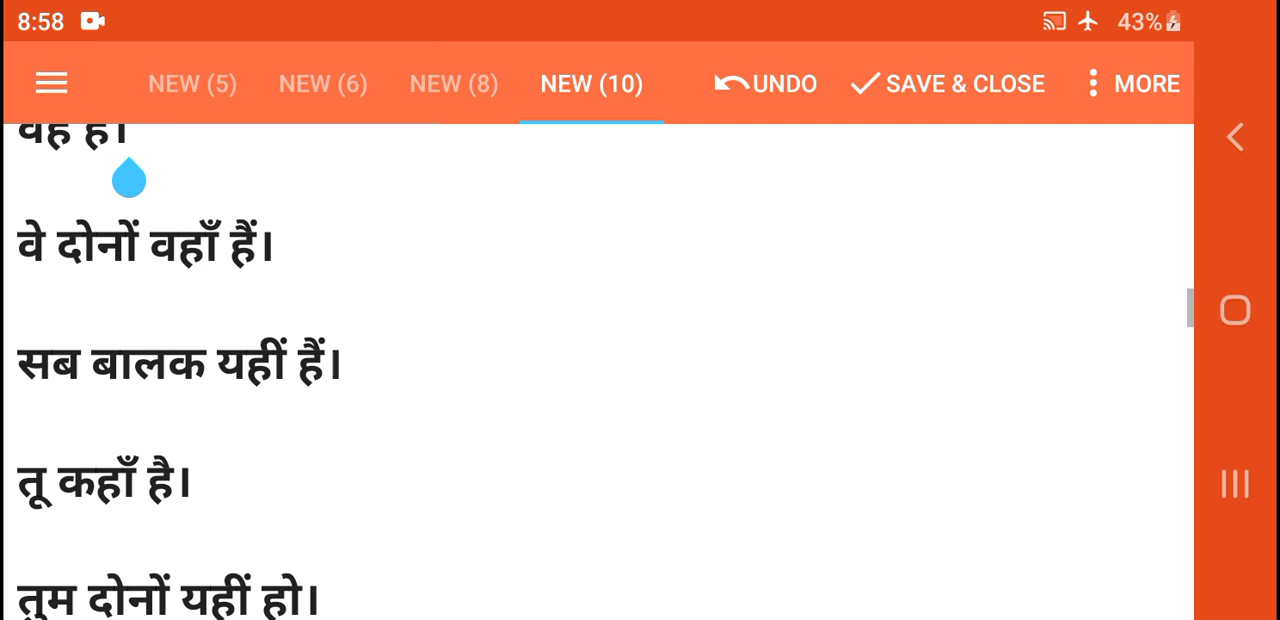 8:58 43%
NEW (5) NEW (6) NEW (8) NEW (10) UNDO SAVE & CLOSE MORE
वह है।
वे दोनों वहाँ हैं।
सब बालक यहीं हैं।
तू कहाँ है।
तुम दोनों यहीं हो।